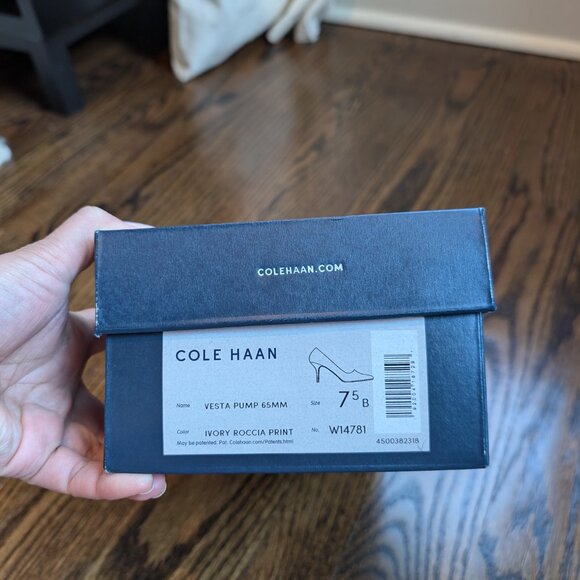 COLEHAAN.COM
COLE HAAN
Name VESTA PUMP 65MM Size 7 5 B
Color IVORY ROCCIA PRINT No. W14781
May be patented. Pat. Colehaan.com/Patents.html
4500382318